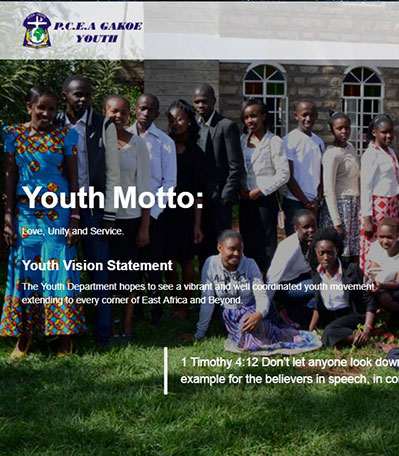 P.C.E.A GAKOE
YOUTH
Youth Motto:
Love, Unity and Service.
Youth Vision Statement
The Youth Department hopes to see a vibrant and well coordinated youth movement
extending to every corner of East Africa and Beyond.
1 Timothy 4:12 Don't let anyone look down
example for the believers in speech, in co